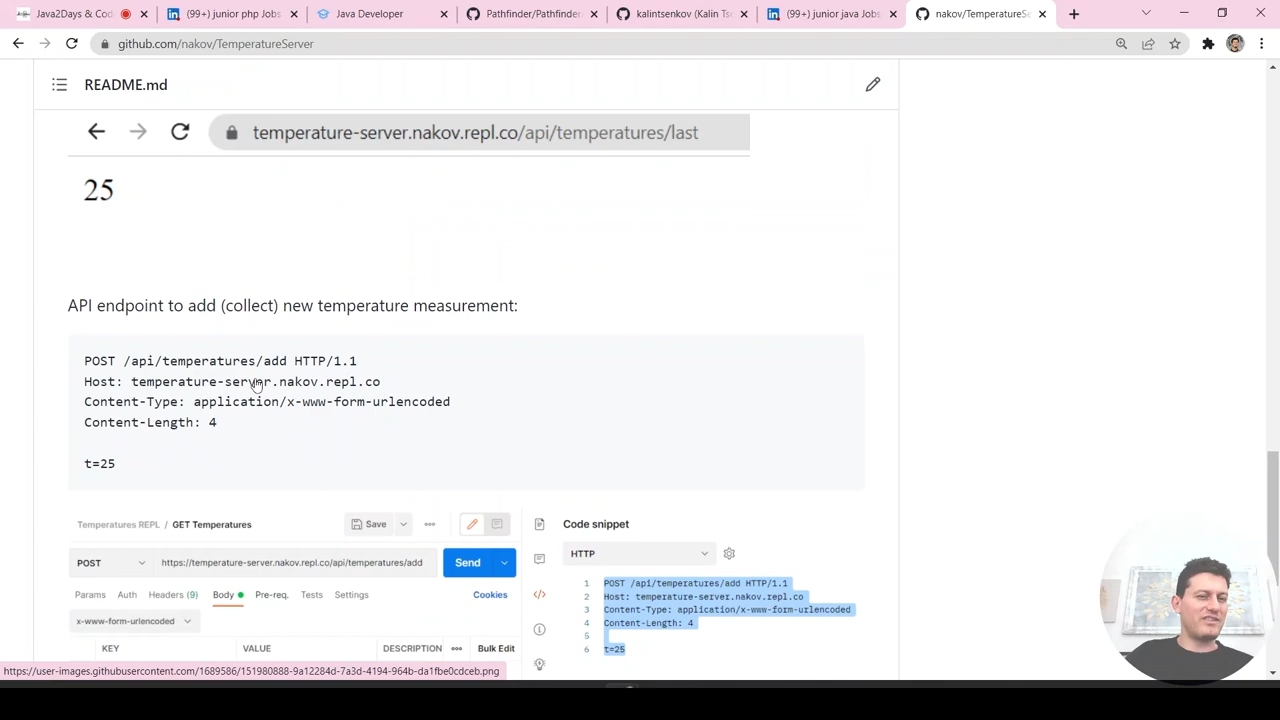 Java2Days & Cod
(99+) junior php Jobs
Java Developer
Pathfinder/Pathfinder
kalintsenkov (Kalin Tse
(99+) junior java Jobs
nakov/TemperatureSe
github.com/nakov/TemperatureServer
README.md
temperature-server.nakov.repl.co/api/temperatures/last
25
API endpoint to add (collect) new temperature measurement:
POST /api/temperatures/add HTTP/1.1
Host: temperature-server.nakov.repl.co
Content-Type: application/x-www-form-urlencoded
Content-Length: 4
t=25
Temperatures REPL / GET Temperatures
Save
Code snippet
POST
https://temperature-server.nakov.repl.co/api/temperatures/add
Send
HTTP
Params
Auth
Headers (9)
Body
Pre-req.
Tests
Settings
Cookies
1 POST /api/temperatures/add HTTP/1.1
2 Host: temperature-server.nakov.repl.co
3 Content-Type: application/x-www-form-urlencoded
4 Content-Length: 4
5
6 t=25
x-www-form-urlencoded
KEY
VALUE
DESCRIPTION
Bulk Edit
https://user-images.githubusercontent.com/1689586/151980888-9a12284d-7a3d-4194-964b-da1fbe0cdceb.png